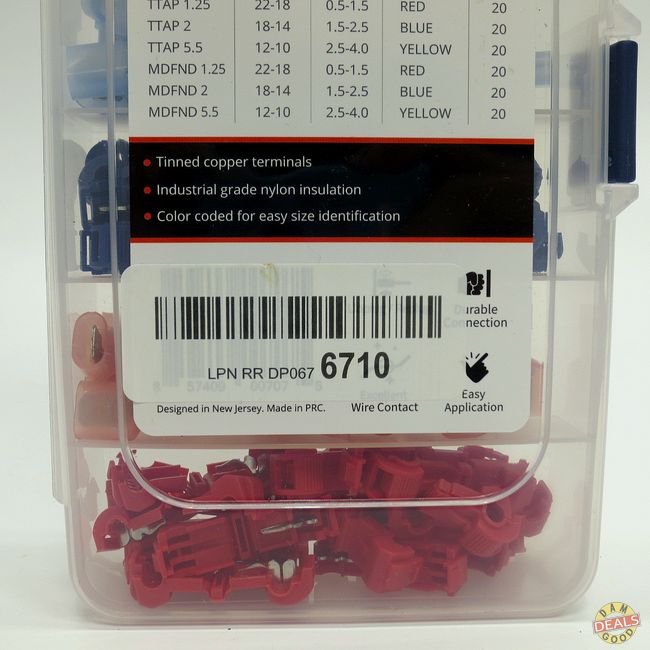 TTAP 1.25 22-18 0.5-1.5 RED 20
TTAP 2 18-14 1.5-2.5 BLUE 20
TTAP 5.5 12-10 2.5-4.0 YELLOW 20
MDFND 1.25 22-18 0.5-1.5 RED 20
MDFND 2 18-14 1.5-2.5 BLUE 20
MDFND 5.5 12-10 2.5-4.0 YELLOW 20
Tinned copper terminals
Industrial grade nylon insulation
Color coded for easy size identification
urable
nnection
LPN RR DP067 6710
Designed in New Jersey. Made in PRC.
Wire Contact
Easy
Application
DAM
DEALS
GOOD